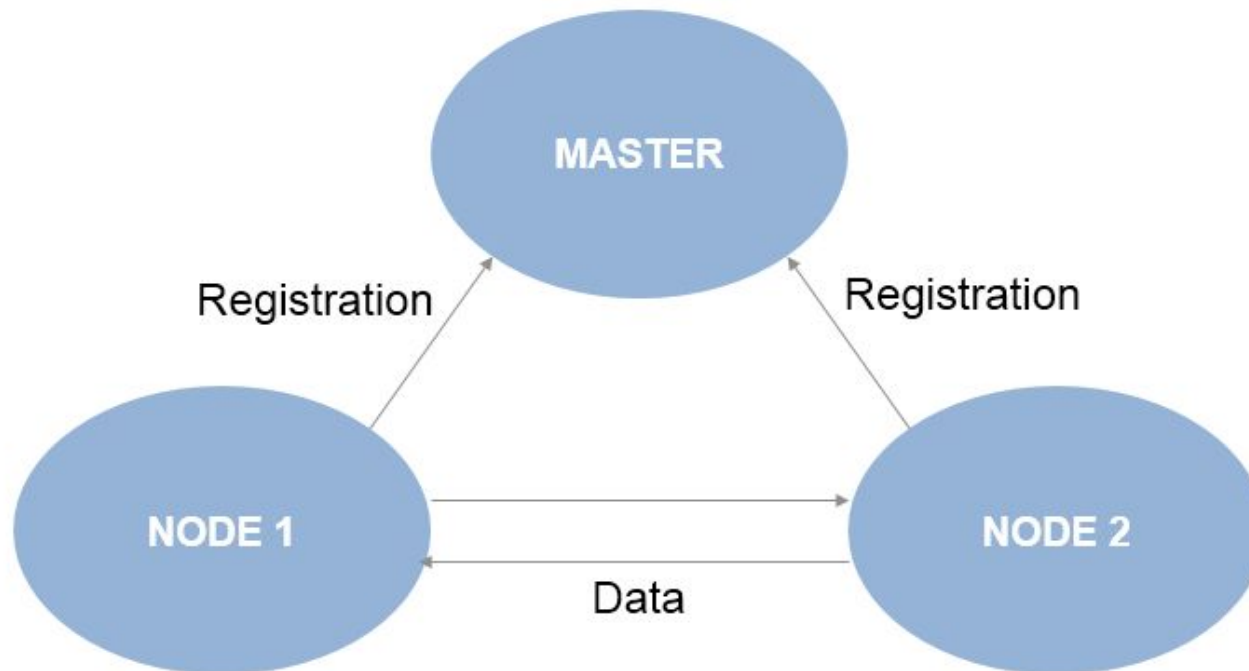 MASTER
Registration
Registration
NODE 1
NODE 2
Data